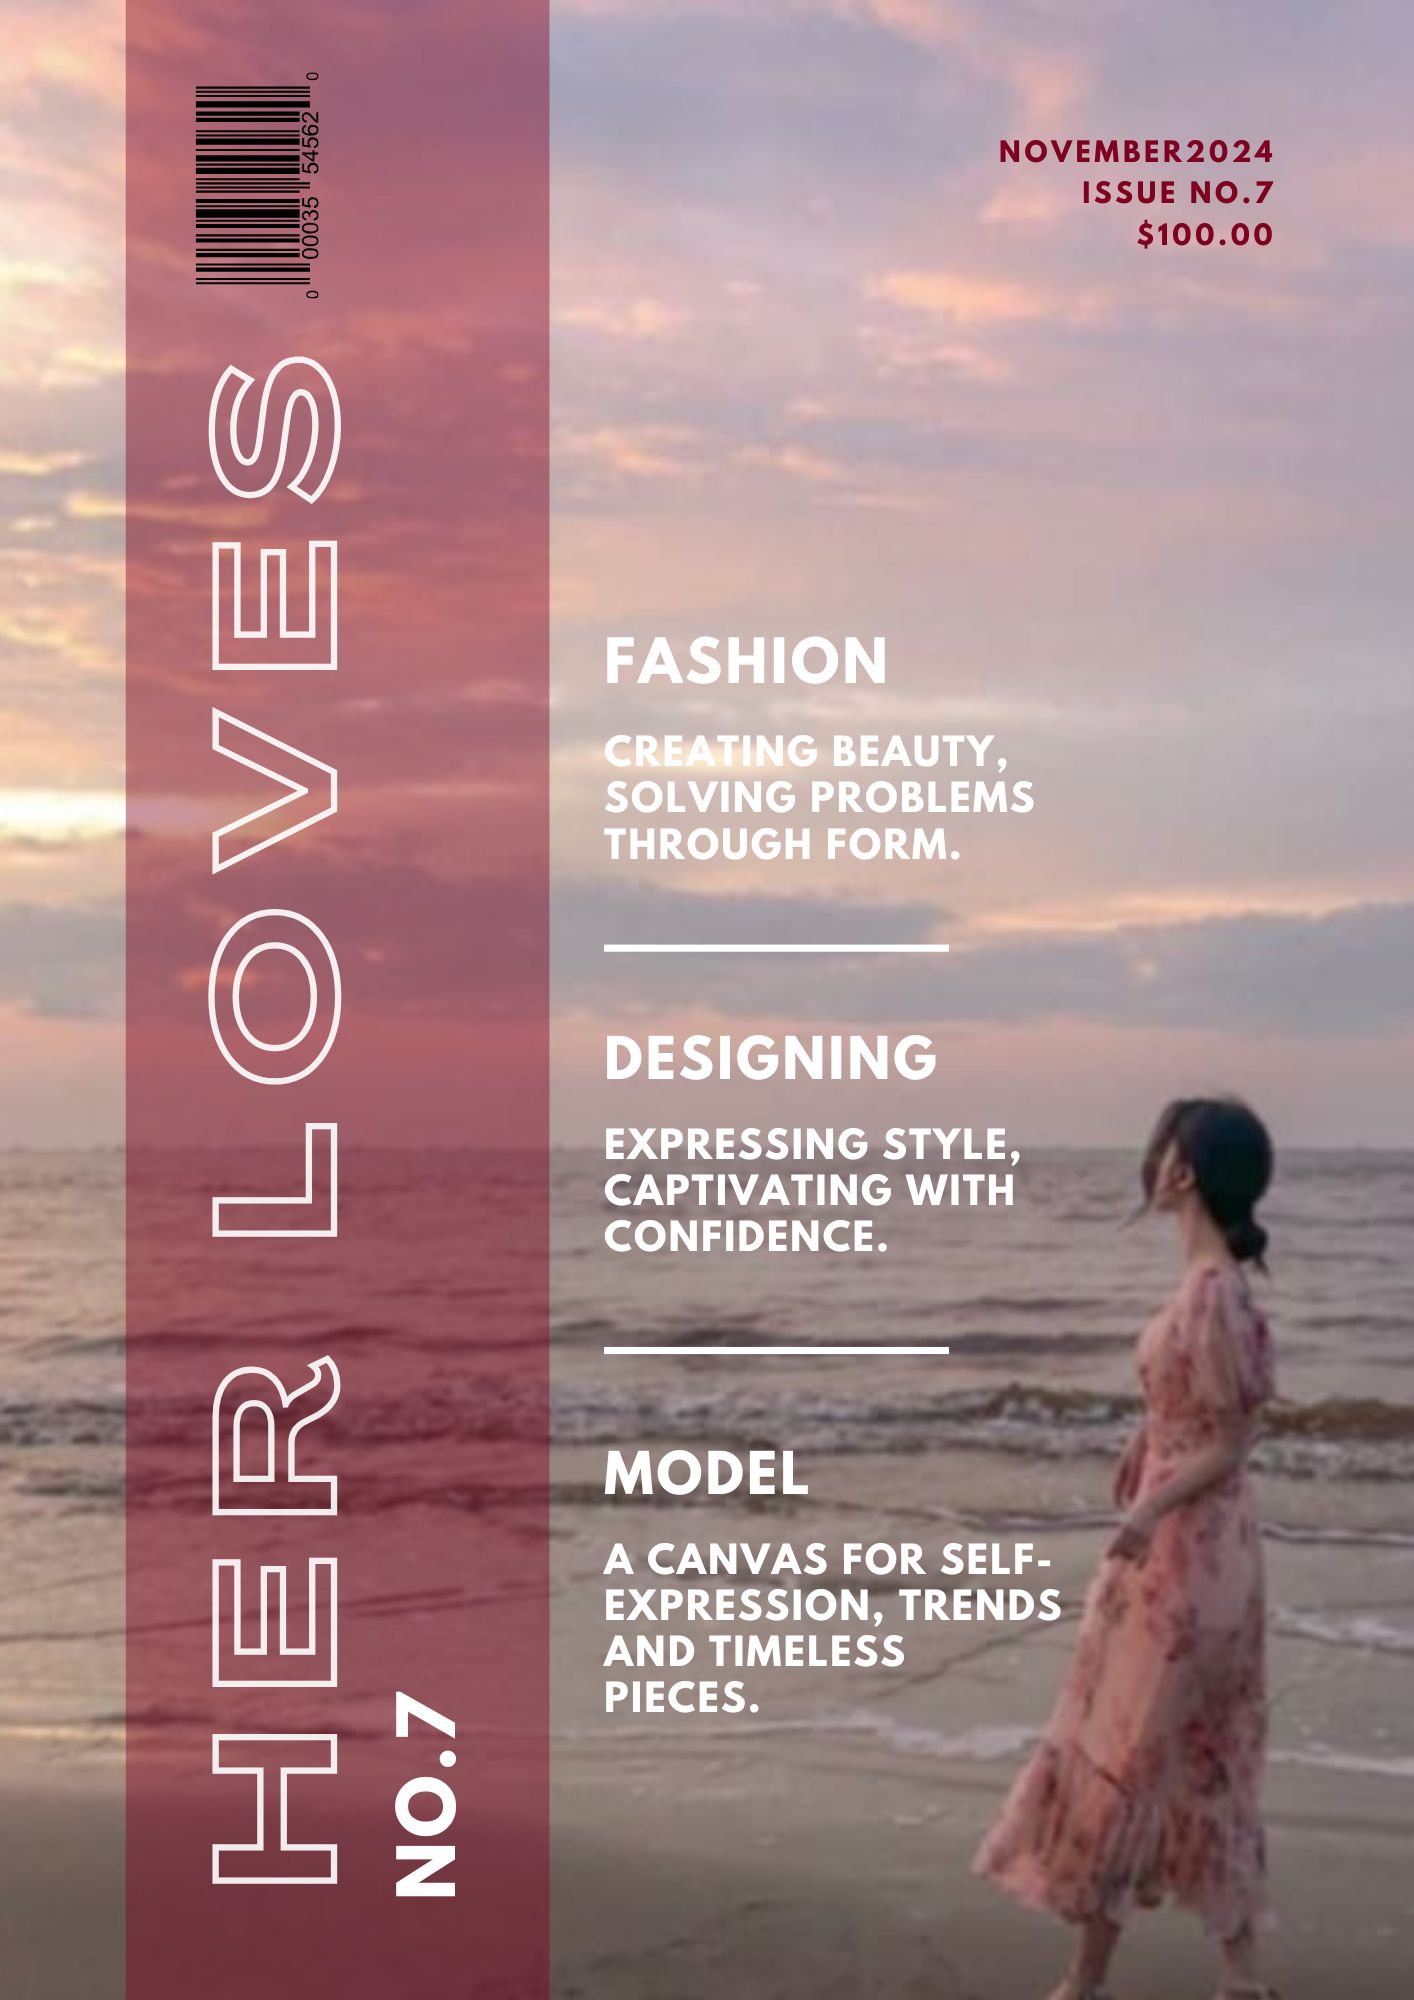 0 00035 54562 0
NOVEMBER2024
ISSUE NO.7
$100.00
HER LOVES
NO.7
FASHION
CREATING BEAUTY,
SOLVING PROBLEMS
THROUGH FORM.
DESIGNING
EXPRESSING STYLE,
CAPTIVATING WITH
CONFIDENCE.
MODEL
A CANVAS FOR SELF-
EXPRESSION, TRENDS
AND TIMELESS
PIECES.